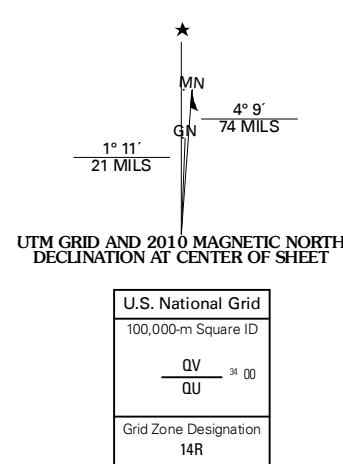 ★
MN
4° 9´
74 MILS
GN
1° 11´
21 MILS
UTM GRID AND 2010 MAGNETIC NORTH
DECLINATION AT CENTER OF SHEET
U.S. National Grid
100,000-m Square ID
QV
34 00
QU
Grid Zone Designation
14R